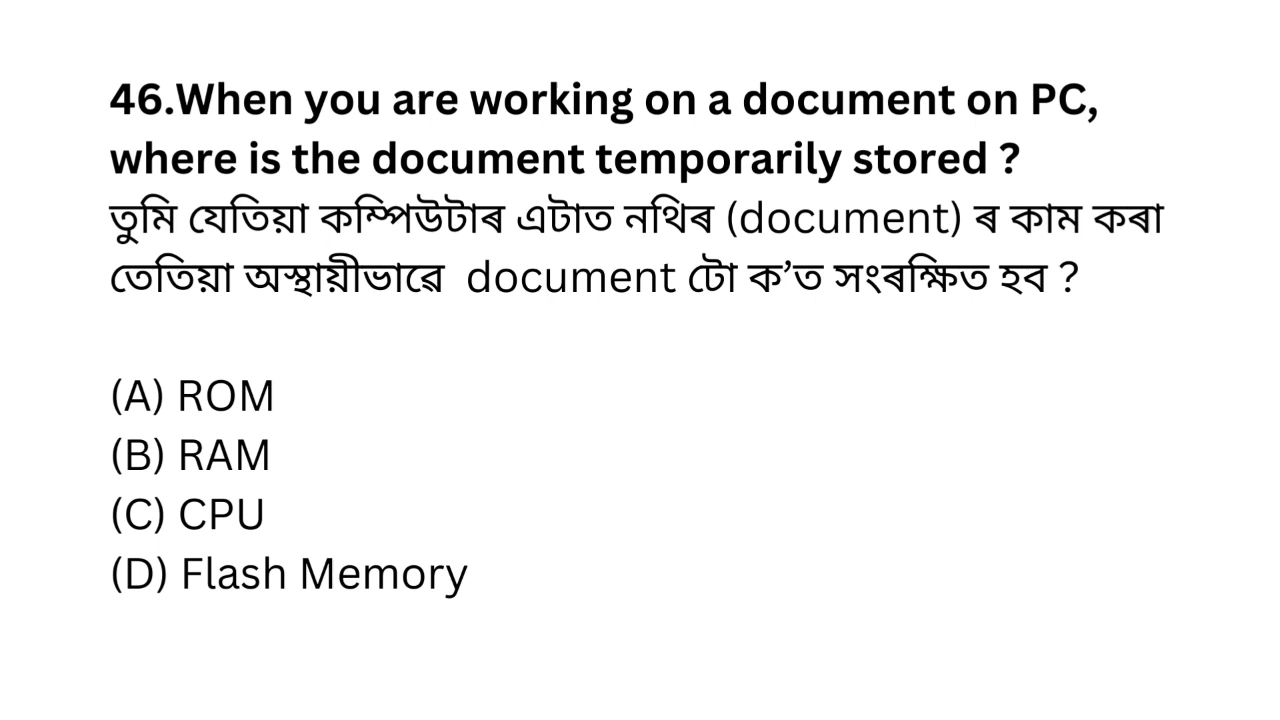 46.When you are working on a document on PC,
where is the document temporarily stored ?
তুমি যেতিয়া কম্পিউটাৰ এটাত নথিৰ (document) ৰ কাম কৰা
তেতিয়া অস্থায়ীভাৱে document টো ক’ত সংৰক্ষিত হব ?
(A) ROM
(B) RAM
(C) CPU
(D) Flash Memory